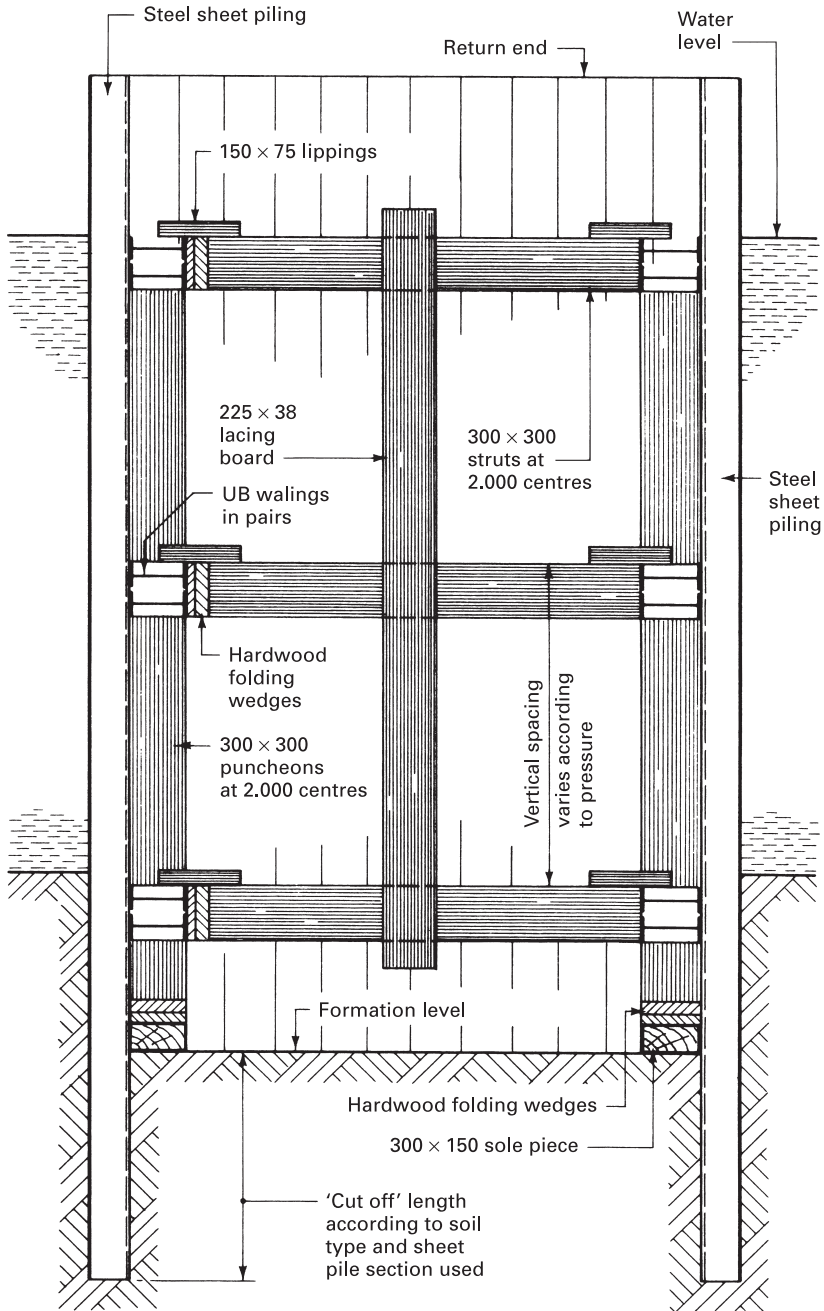 Steel sheet piling
Water
level
Return end
150 × 75 lippings
225 × 38
lacing
board
300 × 300
struts at
2.000 centres
UB walings
in pairs
Steel
sheet
piling
Hardwood
folding
wedges
Vertical spacing
varies according
to pressure
300 × 300
puncheons
at 2.000 centres
Formation level
Hardwood folding wedges
300 × 150 sole piece
'Cut off' length
according to soil
type and sheet
pile section used